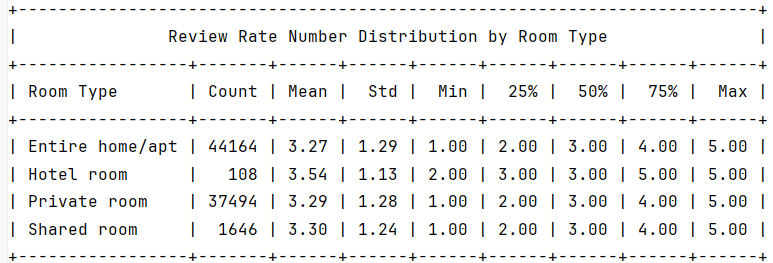 +--------------------------------------------------------------------------+
|               Review Rate Number Distribution by Room Type               |
+-----------------+-------+------+------+------+-------+-------+------+------+
| Room Type       | Count | Mean |  Std |  Min |  25% |  50% |  75% |  Max |
+-----------------+-------+------+------+------+------+------+------+------+
| Entire home/apt | 44164 | 3.27 | 1.29 | 1.00 | 2.00 | 3.00 | 4.00 | 5.00 |
| Hotel room      |   108 | 3.54 | 1.13 | 2.00 | 3.00 | 3.00 | 5.00 | 5.00 |
| Private room    | 37494 | 3.29 | 1.28 | 1.00 | 2.00 | 3.00 | 4.00 | 5.00 |
| Shared room     |  1646 | 3.30 | 1.24 | 1.00 | 2.00 | 3.00 | 4.00 | 5.00 |
+-----------------+-------+------+------+------+------+------+------+------+